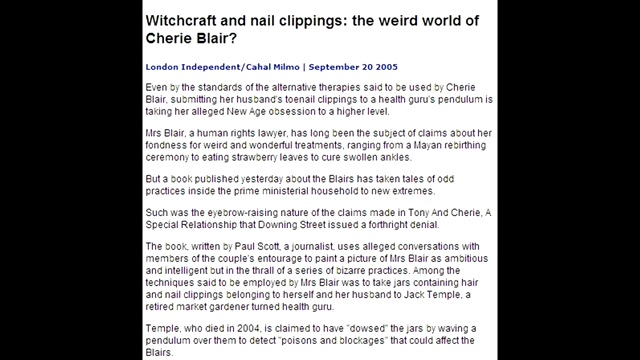 Witchcraft and nail clippings: the weird world of
Cherie Blair?
London Independent/Cahal Milmo | September 20 2005
Even by the standards of the alternative therapies said to be used by Cherie
Blair, submitting her husband's toenail clippings to a health guru's pendulum is
taking her alleged New Age obsession to a higher level.
Mrs Blair, a human rights lawyer, has long been the subject of claims about her
fondness for weird and wonderful treatments, ranging from a Mayan rebirthing
ceremony to eating strawberry leaves to cure swollen ankles.
But a book published yesterday about the Blairs has taken tales of odd
practices inside the prime ministerial household to new extremes.
Such was the eyebrow-raising nature of the claims made in Tony And Cherie, A
Special Relationship that Downing Street issued a forthright denial.
The book, written by Paul Scott, a journalist, uses alleged conversations with
members of the couple's entourage to paint a picture of Mrs Blair as ambitious
and intelligent but in the thrall of a series of bizarre practices. Among the
techniques said to be employed by Mrs Blair was to take jars containing hair
and nail clippings belonging to herself and her husband to Jack Temple, a
retired market gardener turned health guru.
Temple, who died in 2004, is claimed to have "dowsed" the jars by waving a
pendulum over them to detect "poisons and blockages" that could affect the
Blairs.